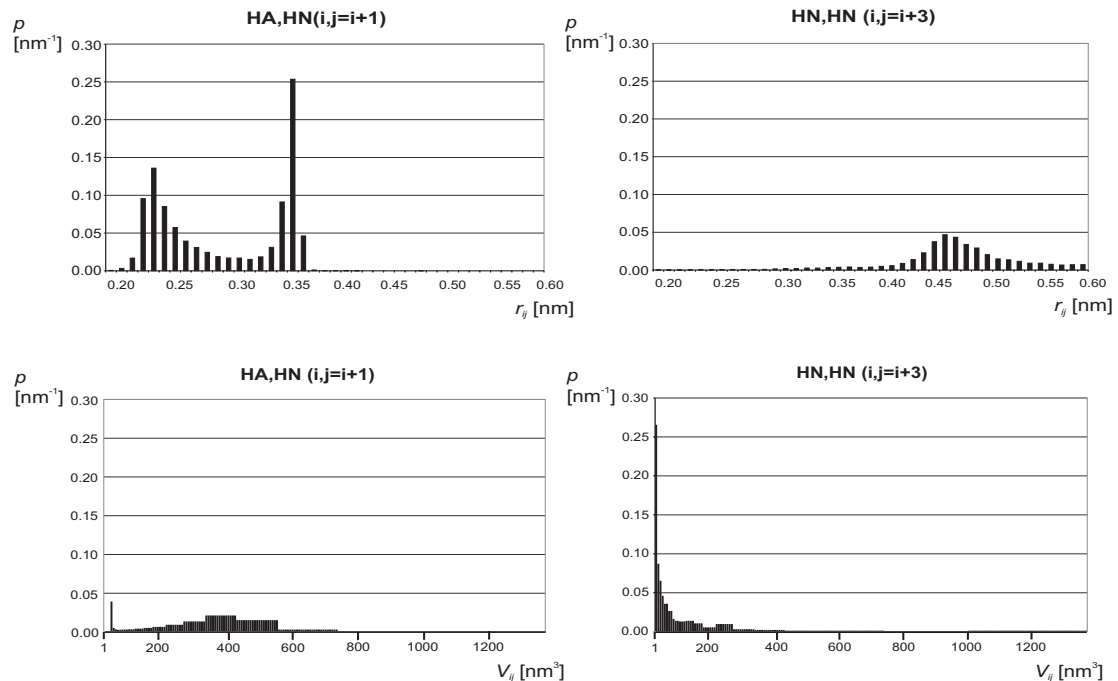 HA,HN(i,j=i+1)
p
[nm-1]
0.30
0.25
0.20
0.15
0.10
0.05
0.00
0.20 0.25 0.30 0.35 0.40 0.45 0.50 0.55 0.60
rij [nm]
HN,HN (i,j=i+3)
p
[nm-1]
0.30
0.25
0.20
0.15
0.10
0.05
0.00
0.20 0.25 0.30 0.35 0.40 0.45 0.50 0.55 0.60
rij [nm]
HA,HN (i,j=i+1)
p
[nm-1]
0.30
0.25
0.20
0.15
0.10
0.05
0.00
1 200 400 600 800 1000 1200
Vij [nm3]
HN,HN (i,j=i+3)
p
[nm-1]
0.30
0.25
0.20
0.15
0.10
0.05
0.00
1 200 400 600 800 1000 1200
Vij [nm3]